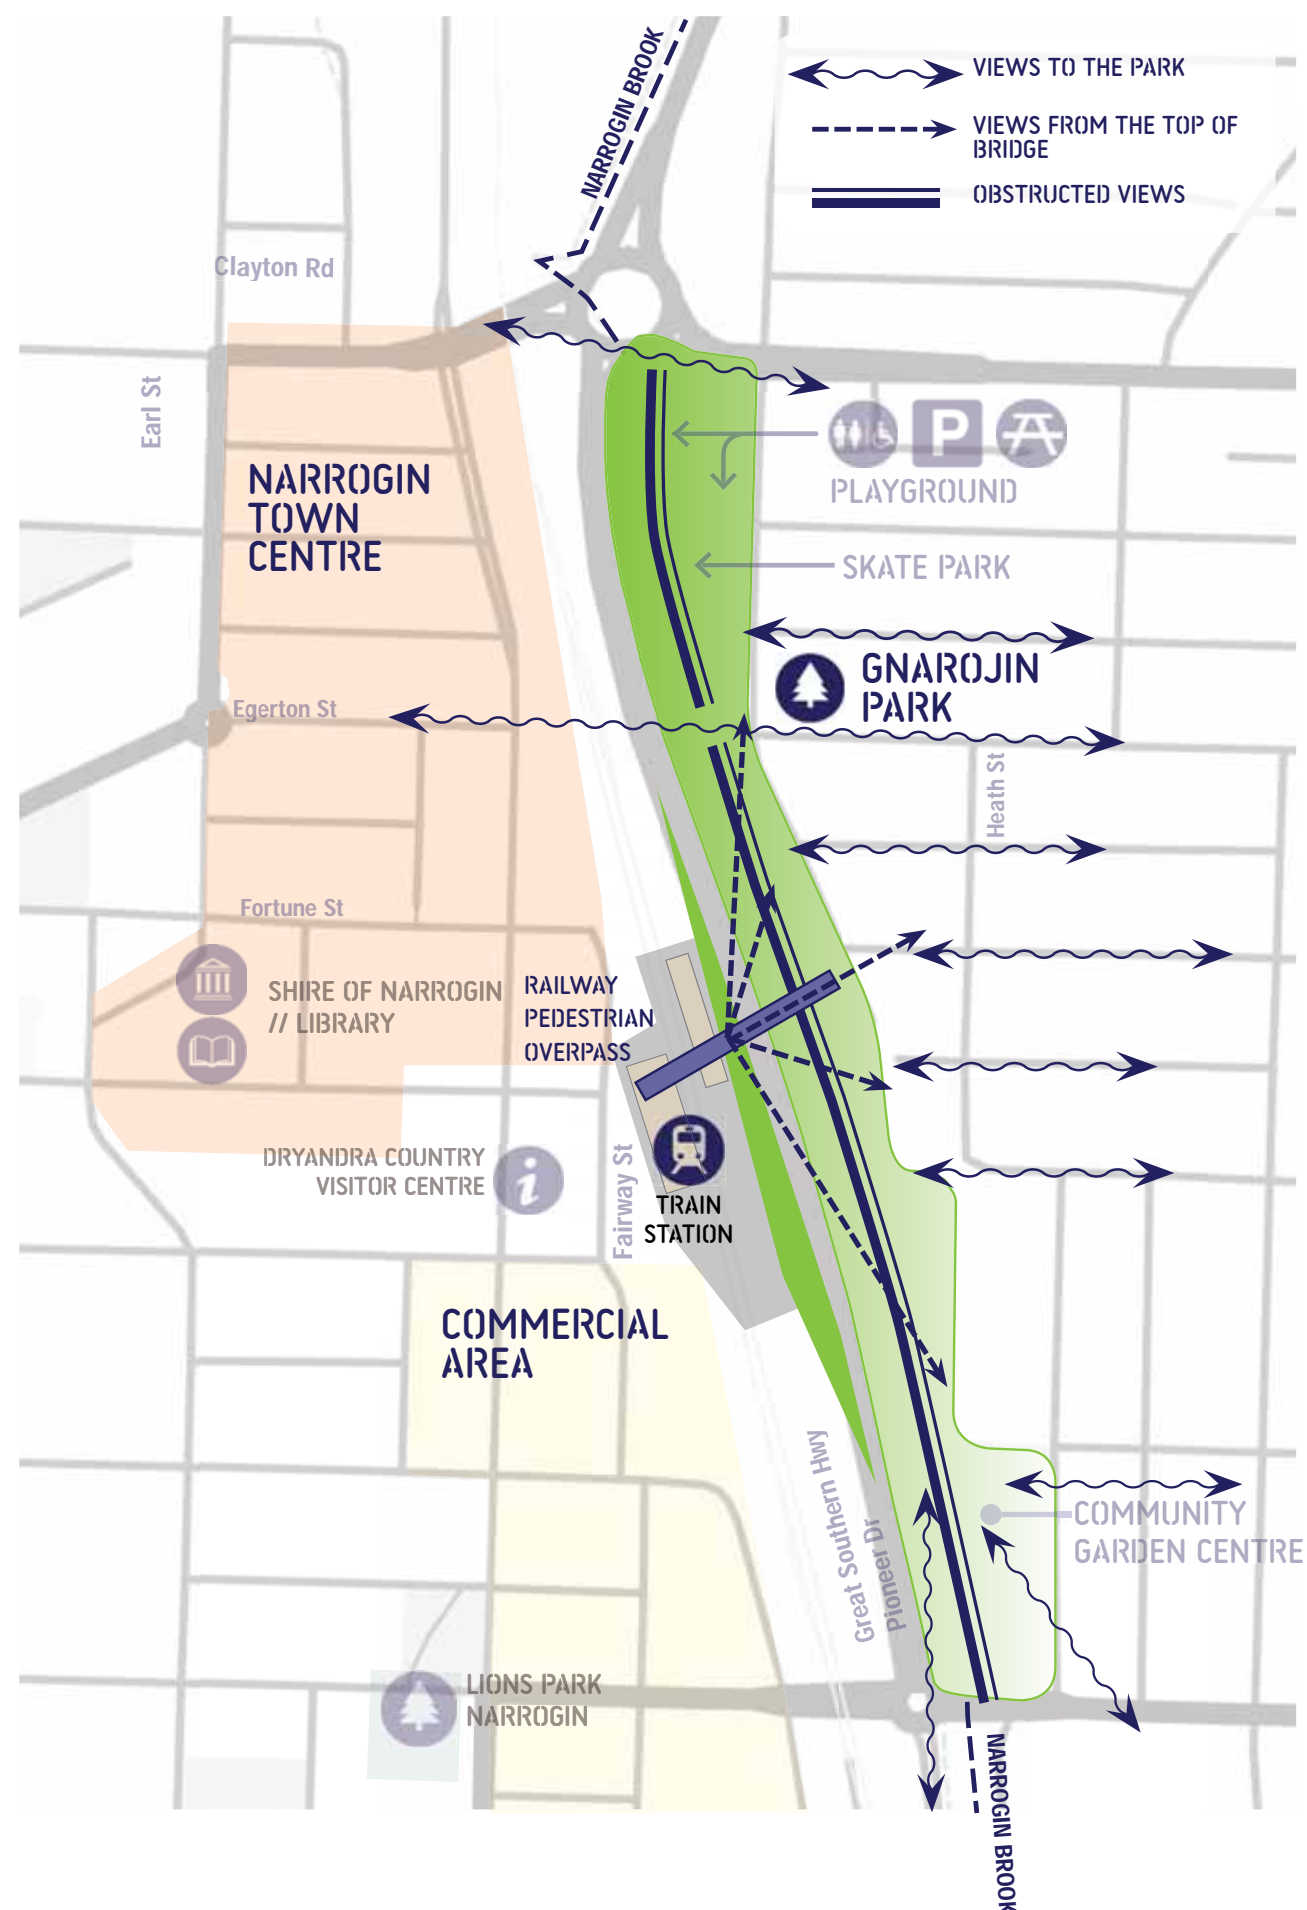 NARROGIN BROOK
VIEWS TO THE PARK
VIEWS FROM THE TOP OF
BRIDGE
OBSTRUCTED VIEWS
Clayton Rd
Earl St
NARROGIN
TOWN
CENTRE
P
PLAYGROUND
SKATE PARK
GNAROJIN
PARK
Egerton St
Heath St
Fortune St
SHIRE OF NARROGIN
// LIBRARY
RAILWAY
PEDESTRIAN
OVERPASS
DRYANDRA COUNTRY
VISITOR CENTRE
i
Fairway St
TRAIN
STATION
COMMERCIAL
AREA
Great Southern Hwy
Pioneer Dr
COMMUNITY
GARDEN CENTRE
LIONS PARK
NARROGIN
NARROGIN BROOK